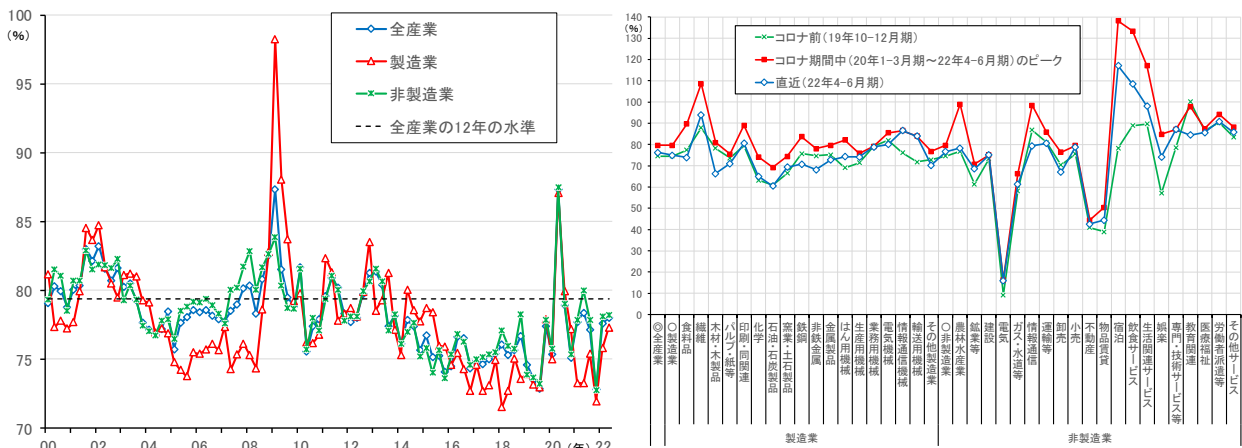 100
(%)
95
90
85
80
75
70
全産業
製造業
非製造業
全産業の12年の水準
00 02 04 06 08 10 12 14 16 18 20 (年) 22
140
(%)
130
120
110
100
90
80
70
60
50
40
30
20
10
0
コロナ前(19年10-12月期)
コロナ期間中(20年1-3月期~22年4-6月期)のピーク
直近(22年4-6月期)
◎全産業
○製造業
食料品
繊維
木材・木製品
パルプ・紙等
印刷・同関連
化学
石油・石炭製品
窯業・土石製品
鉄鋼
非鉄金属
金属製品
はん用機械
生産用機械
業務用機械
電気機械
情報通信機械
輸送用機械
その他製造業
○非製造業
農林水産業
鉱業等
建設
電気
ガス・水道等
情報通信
運輸等
卸売
小売
不動産
物品賃貸
宿泊
飲食サービス
生活関連サービス
娯楽
専門、技術サービス等
教育関連
医療福祉
労働者派遣等
その他サービス
製造業
非製造業